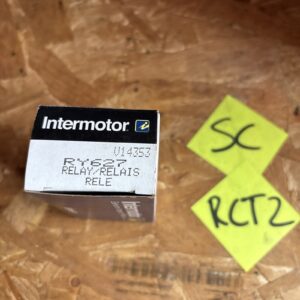 Intermotor i
V14353
RY627
RELAY/RELAIS
RELE
SC
RCT2